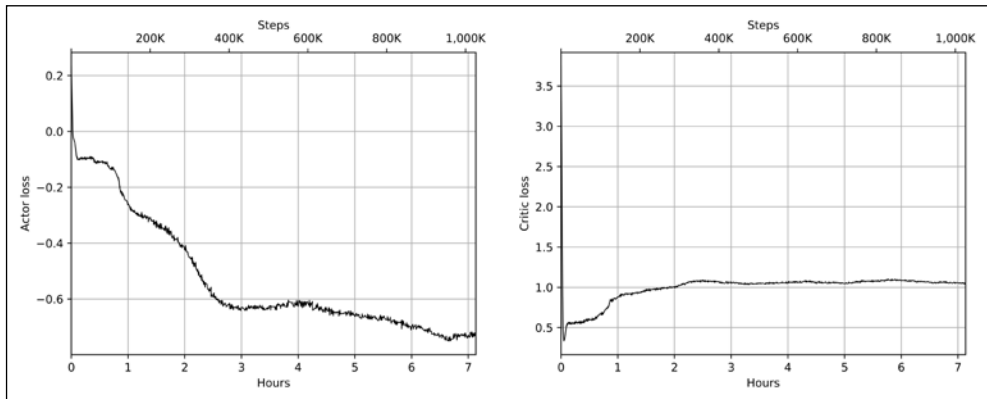 Steps
200K 400K 600K 800K 1,000K
Actor loss
0.2
0.0
−0.2
−0.4
−0.6
0 1 2 3 4 5 6 7
Hours
Steps
200K 400K 600K 800K 1,000K
Critic loss
3.5
3.0
2.5
2.0
1.5
1.0
0.5
0 1 2 3 4 5 6 7
Hours